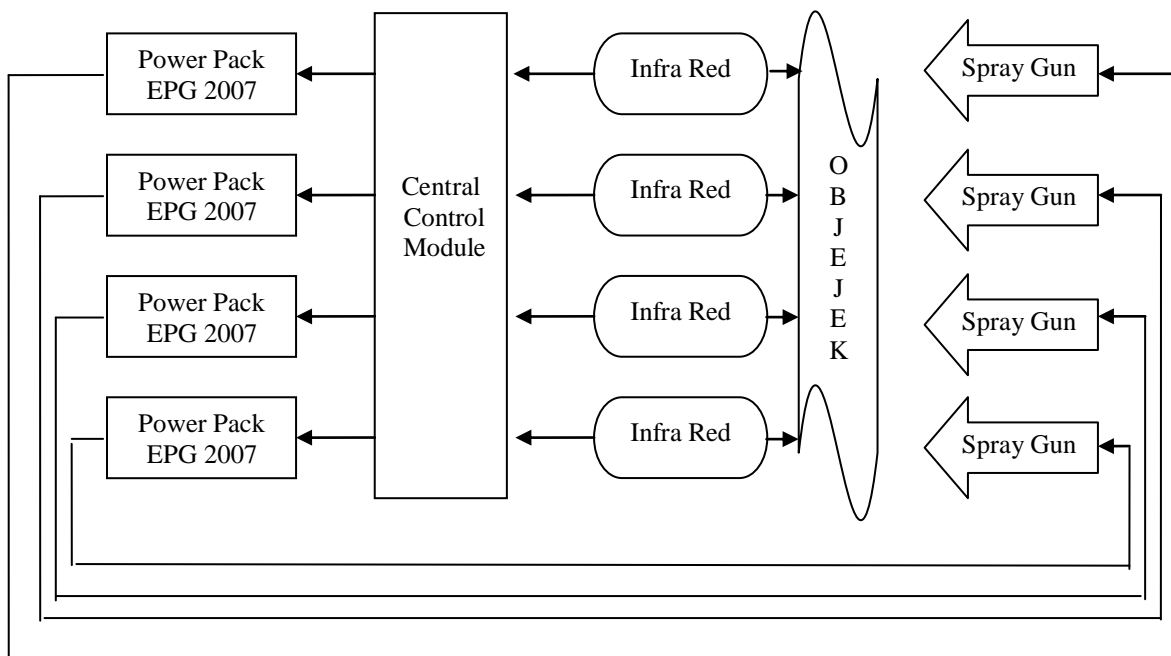 Power Pack
EPG 2007
Infra Red
Spray Gun
Power Pack
EPG 2007
Infra Red
Spray Gun
Central
Control
Module
O
B
J
E
J
E
K
Power Pack
EPG 2007
Infra Red
Spray Gun
Power Pack
EPG 2007
Infra Red
Spray Gun